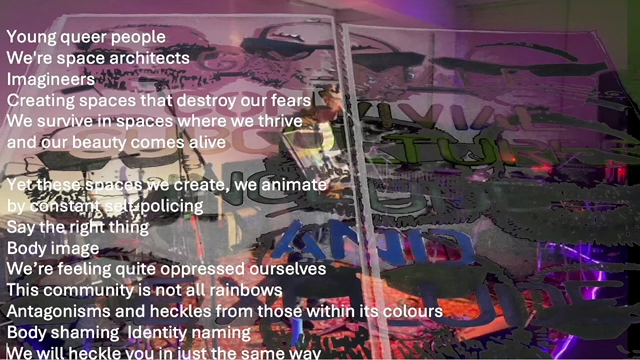 Young queer people
We're space architects
Imagineers
Creating spaces that destroy our fears
We survive in spaces where we thrive
and our beauty comes alive
Yet these spaces we create, we animate
by constant self-policing
Say the right thing
Body image
We’re feeling quite oppressed ourselves
This community is not all rainbows
Antagonisms and heckles from those within its colours
Body shaming Identity naming
We will heckle you in just the same way
AND